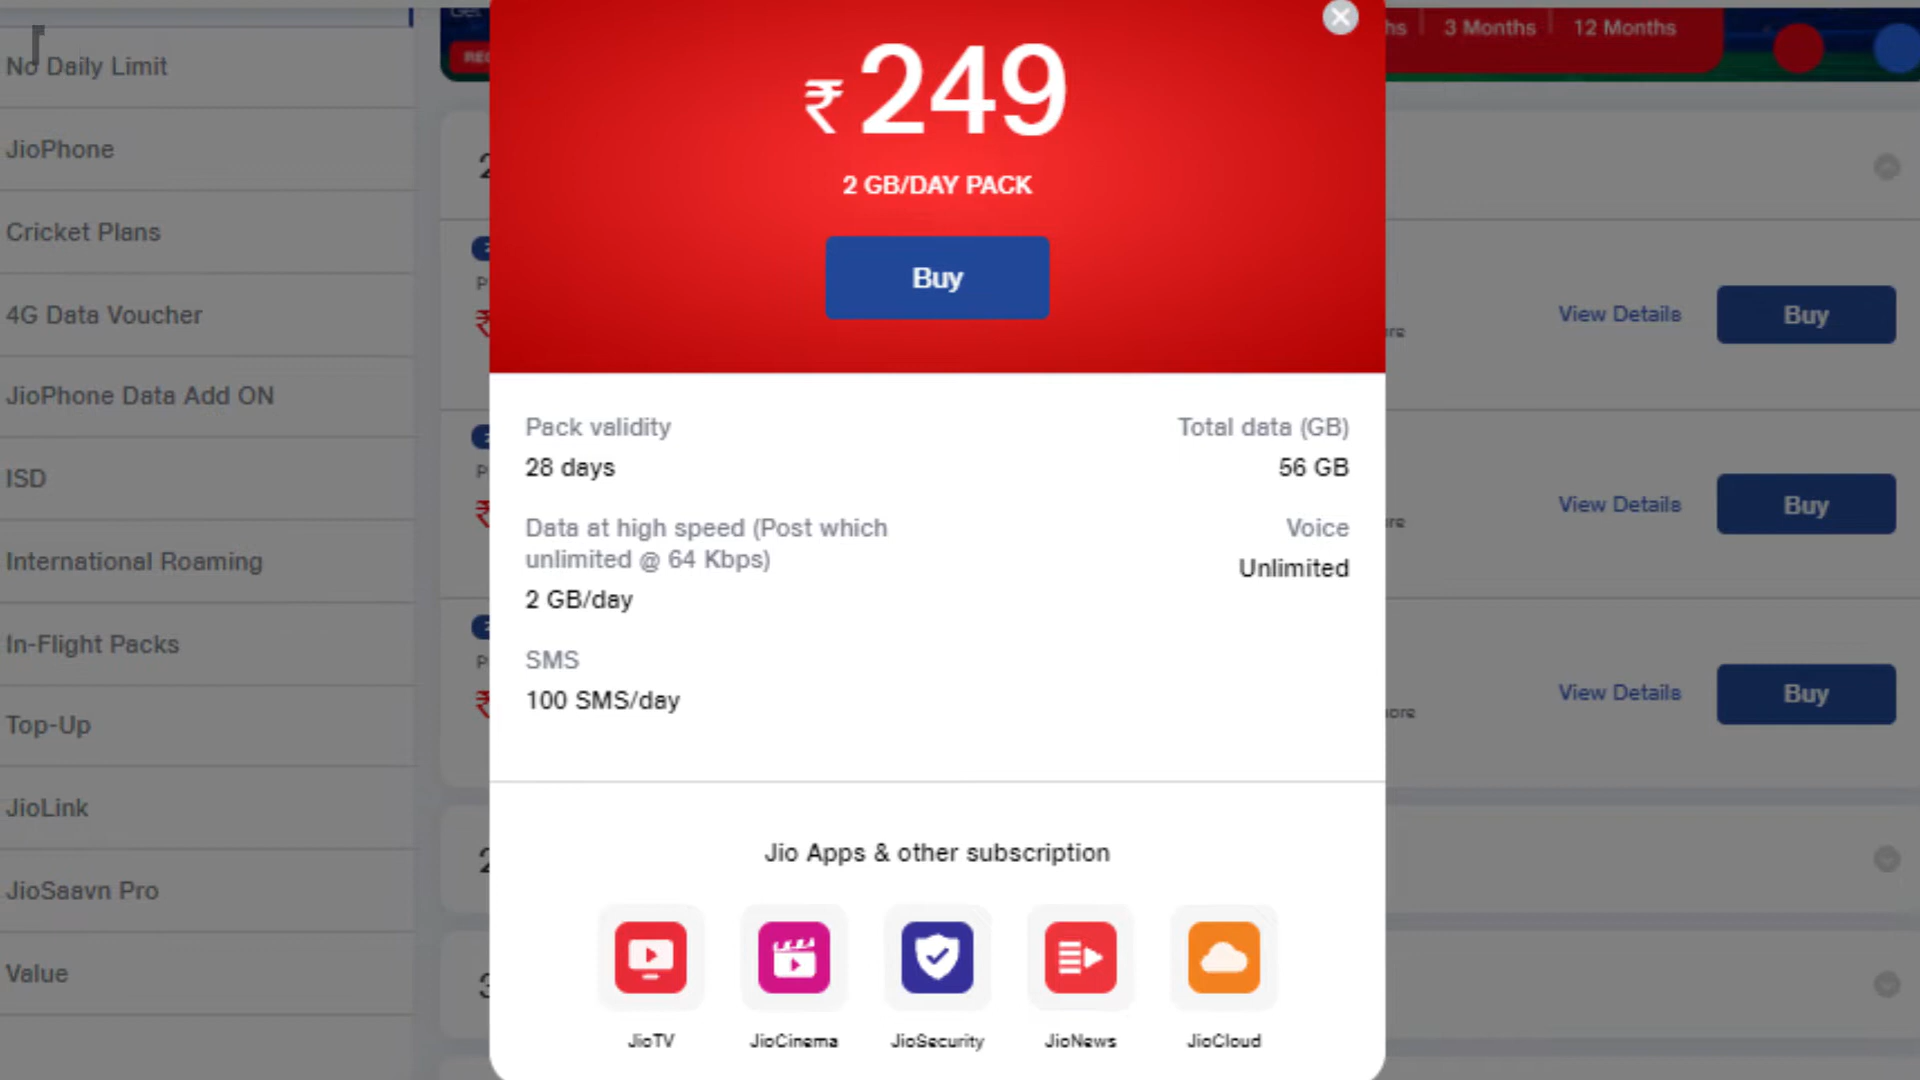 No Daily Limit
JioPhone
Cricket Plans
4G Data Voucher
JioPhone Data Add ON
ISD
International Roaming
In-Flight Packs
Top-Up
JioLink
JioSaavn Pro
Value
3 Months
12 Months
₹ 249
2 GB/DAY PACK
Buy
Pack validity
28 days
Total data (GB)
56 GB
Data at high speed (Post which
unlimited @ 64 Kbps)
2 GB/day
Voice
Unlimited
SMS
100 SMS/day
Jio Apps & other subscription
JioTV
JioCinema
JioSecurity
JioNews
JioCloud
View Details
Buy
View Details
Buy
View Details
Buy